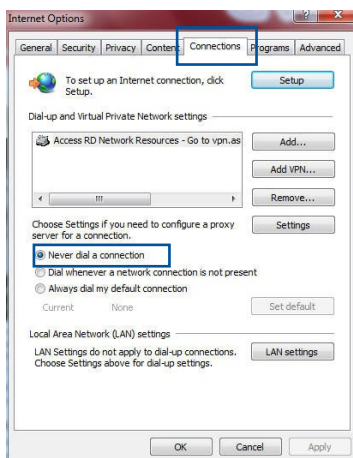 Internet Options
General Security Privacy Content Connections Programs Advanced
To set up an Internet connection, click
Setup.
Setup
Dial-up and Virtual Private Network settings
Access RD Network Resources - Go to vpn.as
Add...
Add VPN...
Remove...
Choose Settings if you need to configure a proxy
server for a connection.
Settings
Never dial a connection
Dial whenever a network connection is not present
Always dial my default connection
Current None
Set default
Local Area Network (LAN) settings
LAN Settings do not apply to dial-up connections.
Choose Settings above for dial-up settings.
LAN settings
OK Cancel Apply